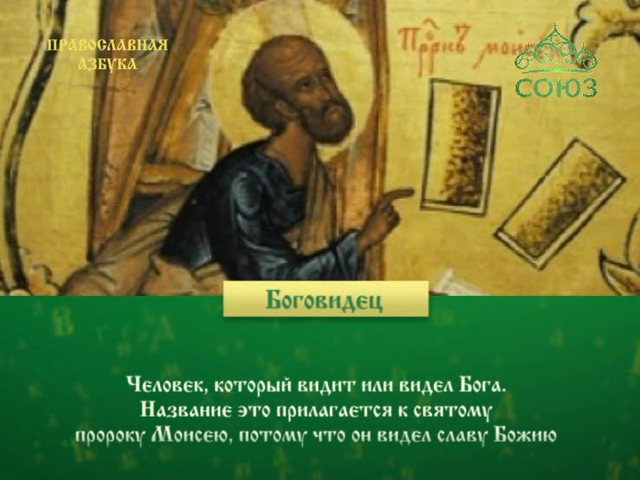 ПРАВОСЛАВНАЯ
АЗБУКА
СОЮЗ
Боговидец
Человек, который видит или видел Бога.
Название это прилагается к святому
пророку Моисею, потому что он видел славу Божию